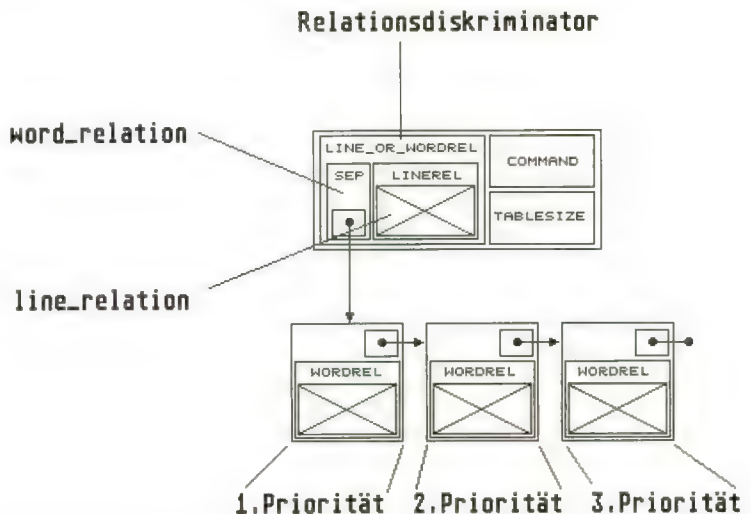 Relationsdiskriminator
word_relation
LINE_OR_WORDREL
COMMAND
SEP
LINEREL
TABLESIZE
line_relation
WORDREL
WORDREL
WORDREL
1.Priorität
2.Priorität
3.Priorität